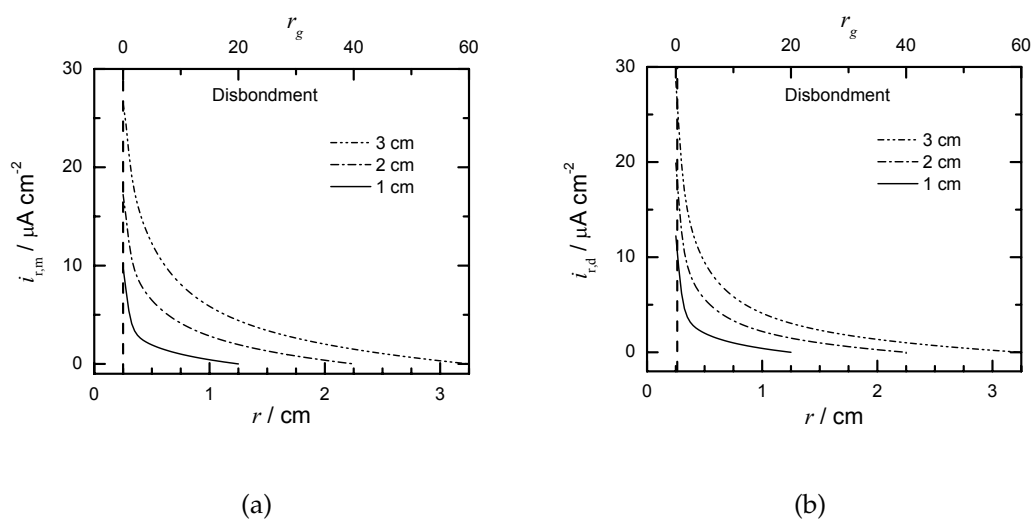 r_g
0 20 40 60
30
20
10
0
i_{r,m} / μA cm⁻²
Disbondment
3 cm
2 cm
1 cm
0 1 2 3
r / cm
(a)
r_g
0 20 40 60
30
20
10
0
i_{r,d} / μA cm⁻²
Disbondment
3 cm
2 cm
1 cm
0 1 2 3
r / cm
(b)